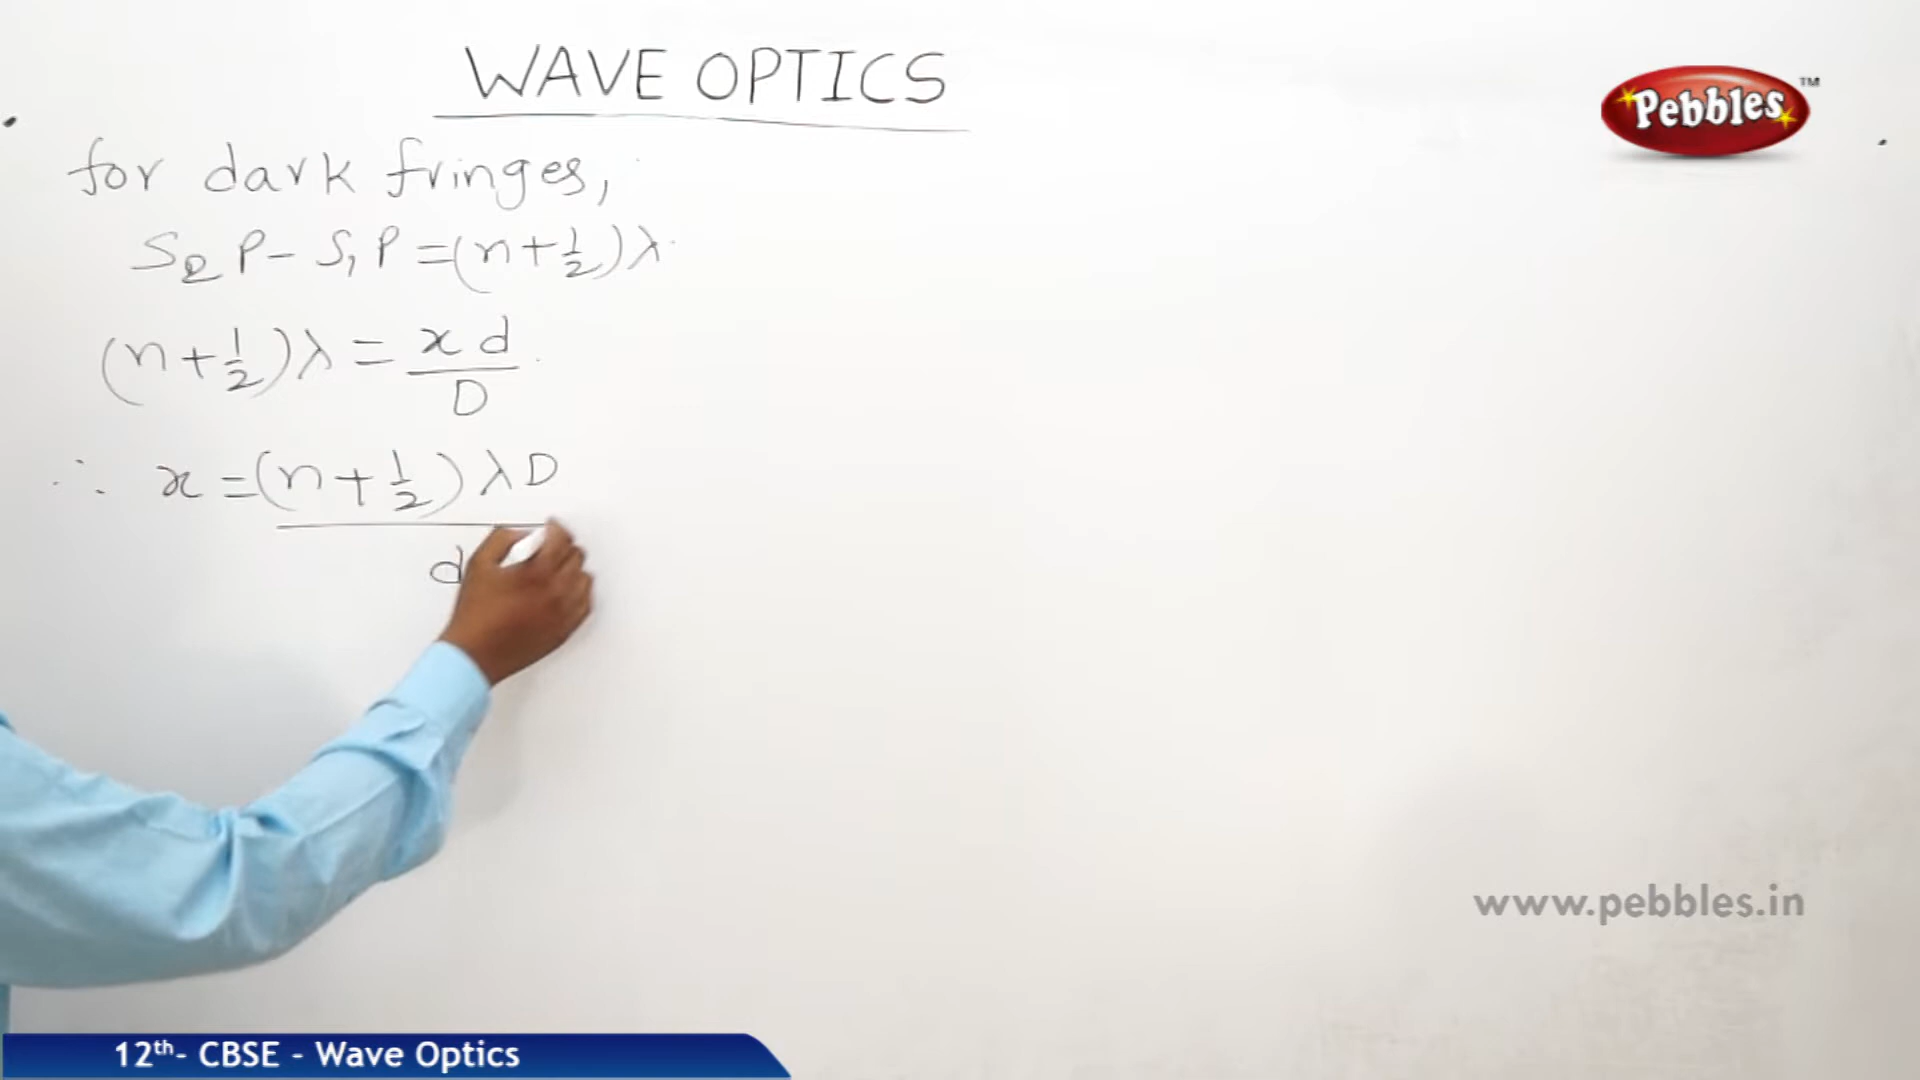 WAVE OPTICS
Pebbles™
for dark fringes,
S₂P - S₁P = (n + 1/2)λ
(n + 1/2)λ = xd/D
∴ x = (n + 1/2)λD/d
www.pebbles.in
12th- CBSE - Wave Optics